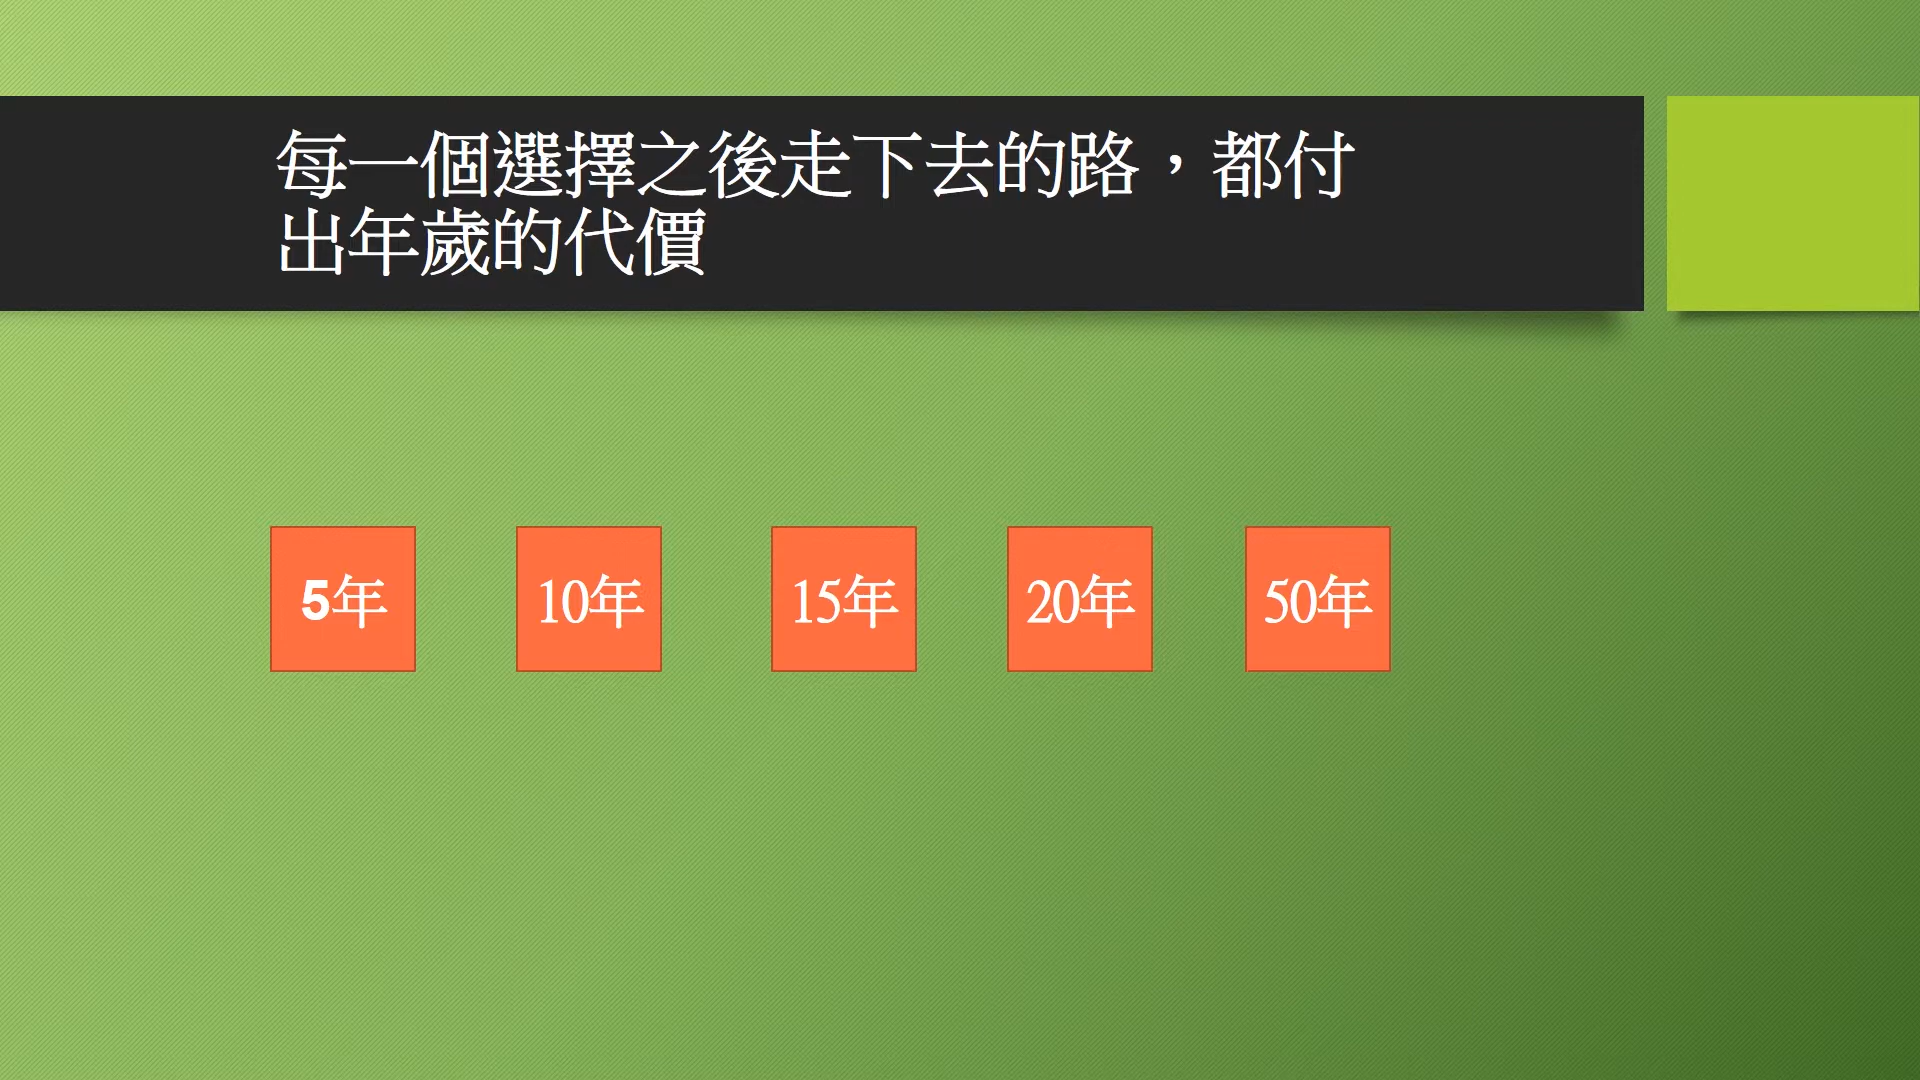 每一個選擇之後走下去的路，都付
出年歲的代價
5年 10年 15年 20年 50年